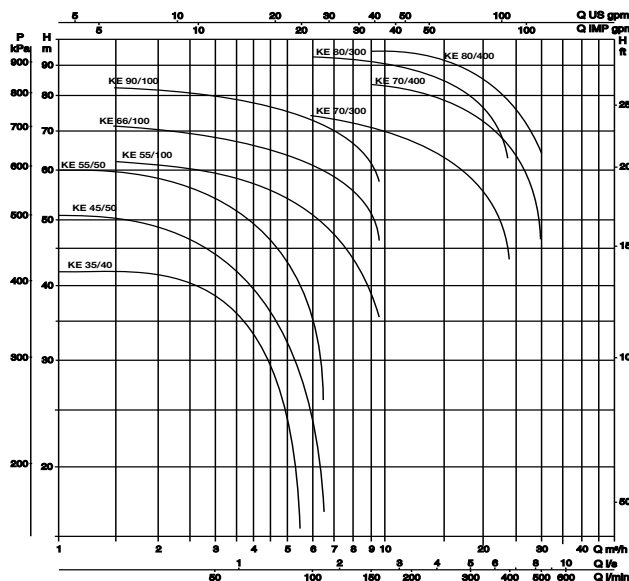 5 10 20 30 40 50 100 Q US gpm
5 10 20 30 40 50 100 Q IMP gpm
P kPa H m H ft
900 90
800 80
700 70
600 60
500 50
400 40
300 30
200 20
250
200
150
100
50
KE 80/300
KE 80/400
KE 90/100
KE 70/400
KE 66/100
KE 70/300
KE 55/100
KE 55/50
KE 45/50
KE 35/40
1 2 3 4 5 6 7 8 9 10 20 30 40 Q m³/h
1 2 3 4 5 6 8 10 Q l/s
50 100 150 200 300 400 500 600 Q l/min